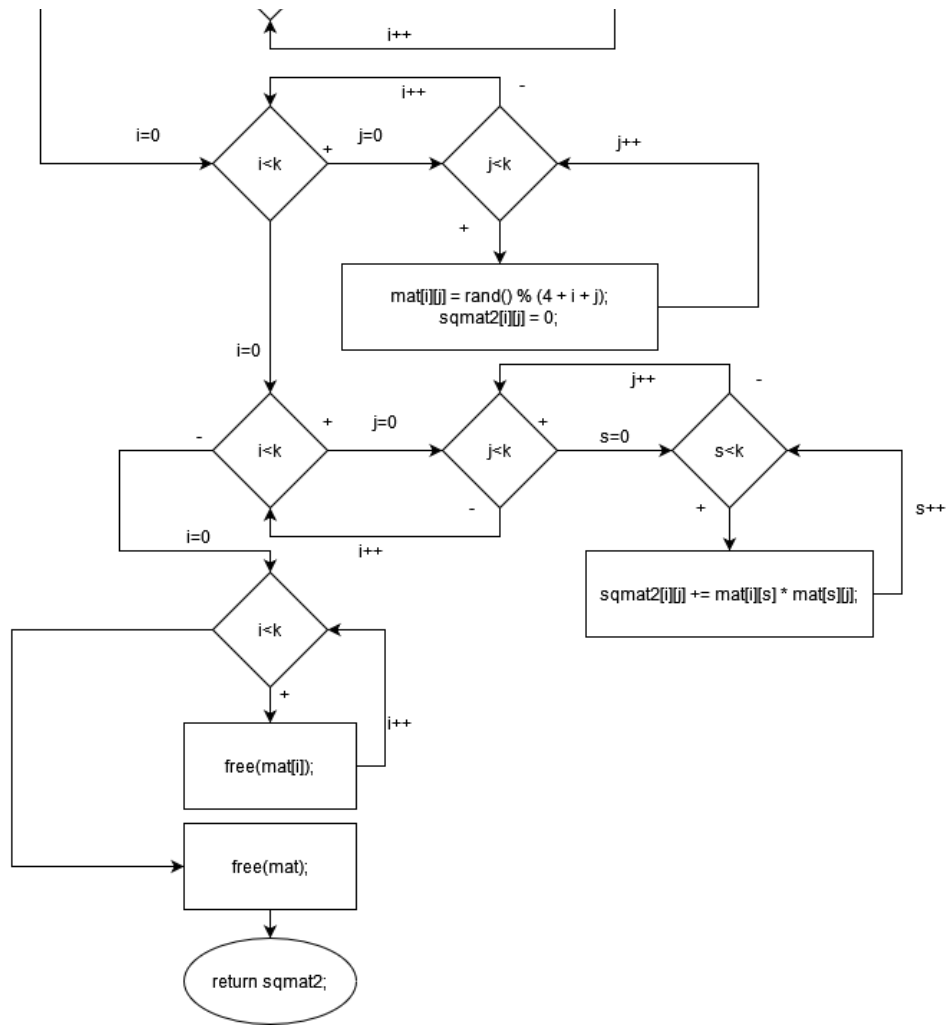 i++
i++
-
i=0
i<k
+
j=0
j<k
j++
+
mat[i][j] = rand() % (4 + i + j);
sqmat2[i][j] = 0;
i=0
j++
-
-
i<k
+
j=0
j<k
+
s=0
s<k
-
+
s++
i=0
i++
sqmat2[i][j] += mat[i][s] * mat[s][j];
i<k
+
i++
free(mat[i]);
free(mat);
return sqmat2;